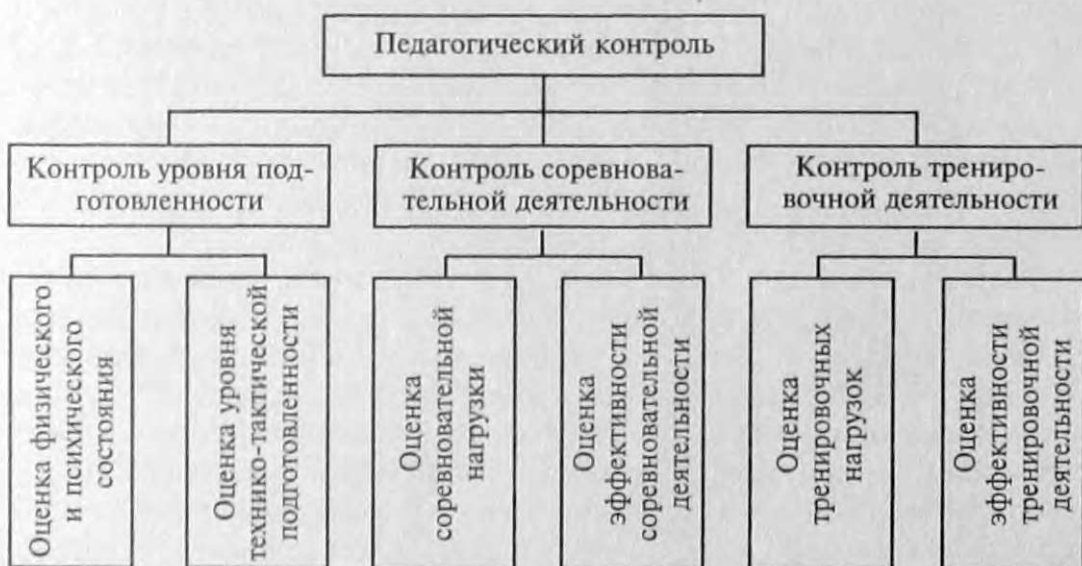 Педагогический контроль
Контроль уровня под-
готовленности
Контроль соревнова-
тельной деятельности
Контроль трениро-
вочной деятельности
Оценка физического
и психического
состояния
Оценка уровня
технико-тактической
подготовленности
Оценка
соревновательной
нагрузки
Оценка
эффективности
соревновательной
деятельности
Оценка
тренировочных
нагрузок
Оценка
эффективности
тренировочной
деятельности